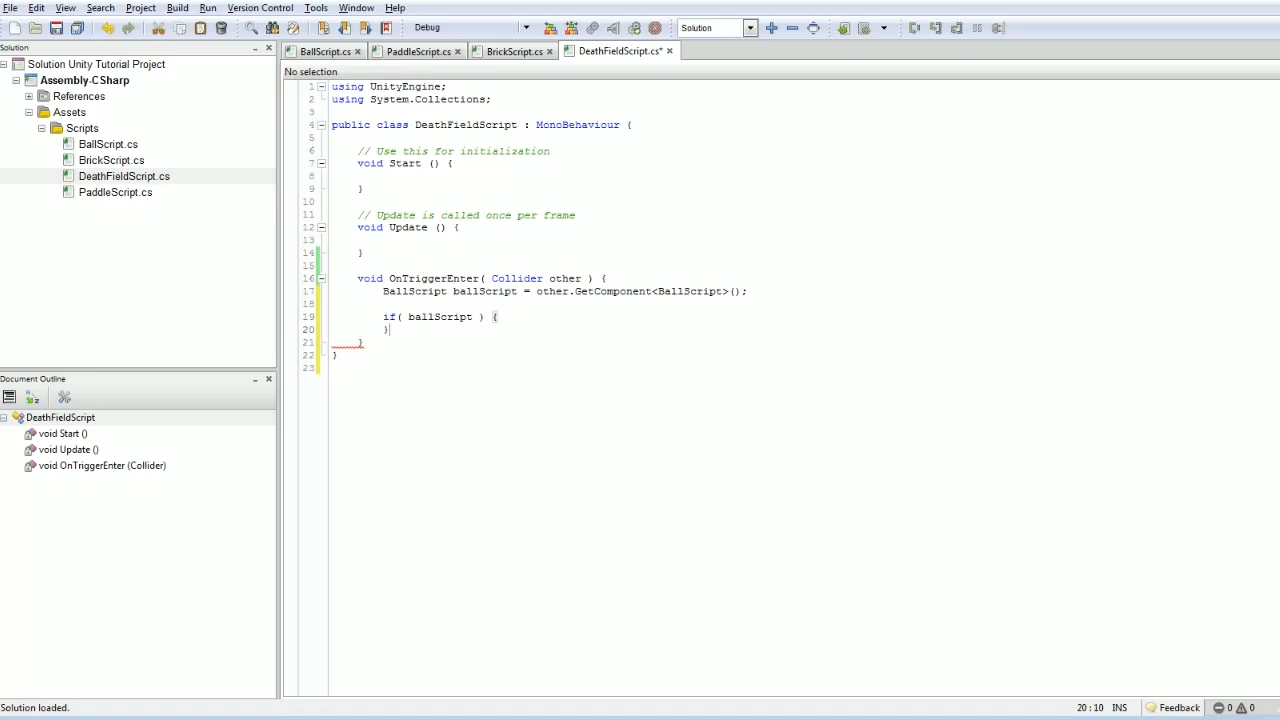 File Edit View Search Project Build Run Version Control Tools Window Help
Debug Solution
Solution
Solution Unity Tutorial Project
Assembly-CSharp
References
Assets
Scripts
BallScript.cs
BrickScript.cs
DeathFieldScript.cs
PaddleScript.cs
Document Outline
DeathFieldScript
void Start ()
void Update ()
void OnTriggerEnter (Collider)
BallScript.cs PaddleScript.cs BrickScript.cs DeathFieldScript.cs*
No selection
1 using UnityEngine;
2 using System.Collections;
3
4 public class DeathFieldScript : MonoBehaviour {
5
6 // Use this for initialization
7 void Start () {
8
9 }
10
11 // Update is called once per frame
12 void Update () {
13
14 }
15
16 void OnTriggerEnter( Collider other ) {
17 BallScript ballScript = other.GetComponent<BallScript>();
18
19 if( ballScript ) {
20 }
21 }
22 }
23
Solution loaded. 20 : 10 INS Feedback 0 0